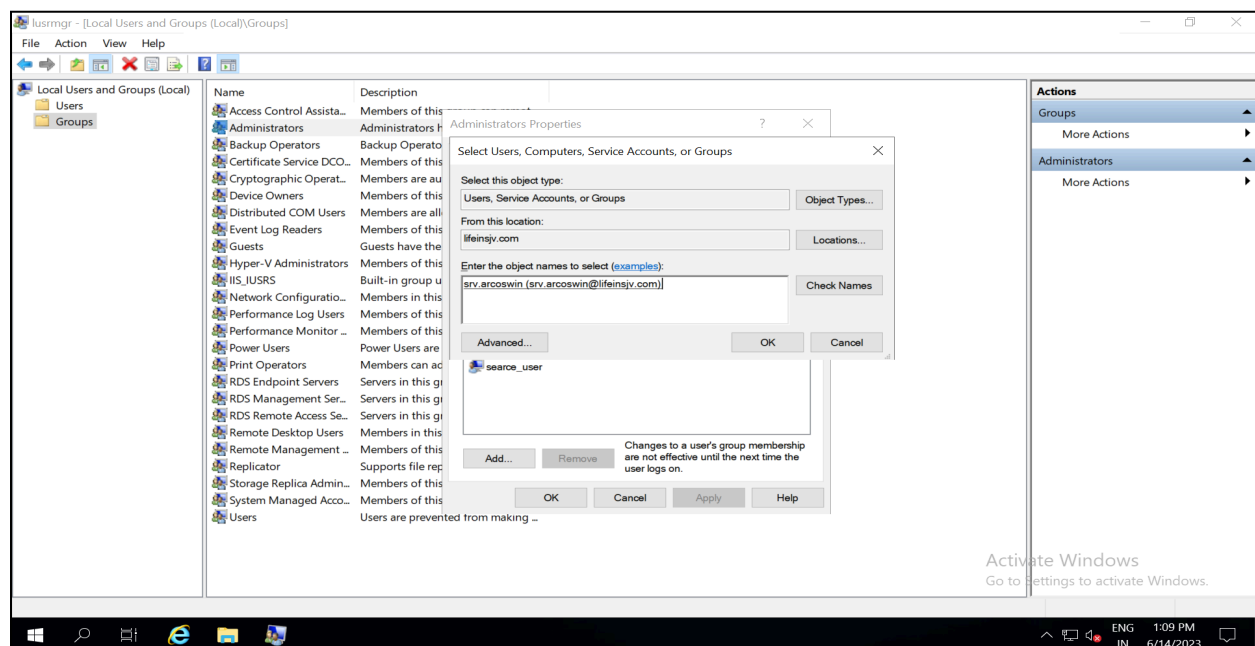 lusrmgr - [Local Users and Groups (Local)\Groups]
File Action View Help
Local Users and Groups (Local)
Users
Groups
Name Description
Access Control Assista... Members of this group can remot
Administrators Administrators h
Backup Operators Backup Operato
Certificate Service DCO... Members of this
Cryptographic Operat... Members are au
Device Owners Members of this
Distributed COM Users Members are all
Event Log Readers Members of this
Guests Guests have the
Hyper-V Administrators Members of this
IIS_IUSRS Built-in group u
Network Configuratio... Members in this
Performance Log Users Members of this
Performance Monitor ... Members of this
Power Users Power Users are
Print Operators Members can ad
RDS Endpoint Servers Servers in this gr
RDS Management Ser... Servers in this gr
RDS Remote Access Se... Servers in this gr
Remote Desktop Users Members in this
Remote Management ... Members of this
Replicator Supports file rep
Storage Replica Admin... Members of this
System Managed Acco... Members of this
Users Users are prevented from making ...
Administrators Properties ?
Select Users, Computers, Service Accounts, or Groups
Select this object type:
Users, Service Accounts, or Groups Object Types...
From this location:
lifeinsjv.com Locations...
Enter the object names to select (examples):
srv.arcoswin (srv.arcoswin@lifeinsjv.com) Check Names
Advanced... OK Cancel
searce_user
Add... Remove
Changes to a user's group membership
are not effective until the next time the
user logs on.
OK Cancel Apply Help
Actions
Groups
More Actions
Administrators
More Actions
Activate Windows
Go to Settings to activate Windows.
ENG 1:09 PM
IN 6/14/2023